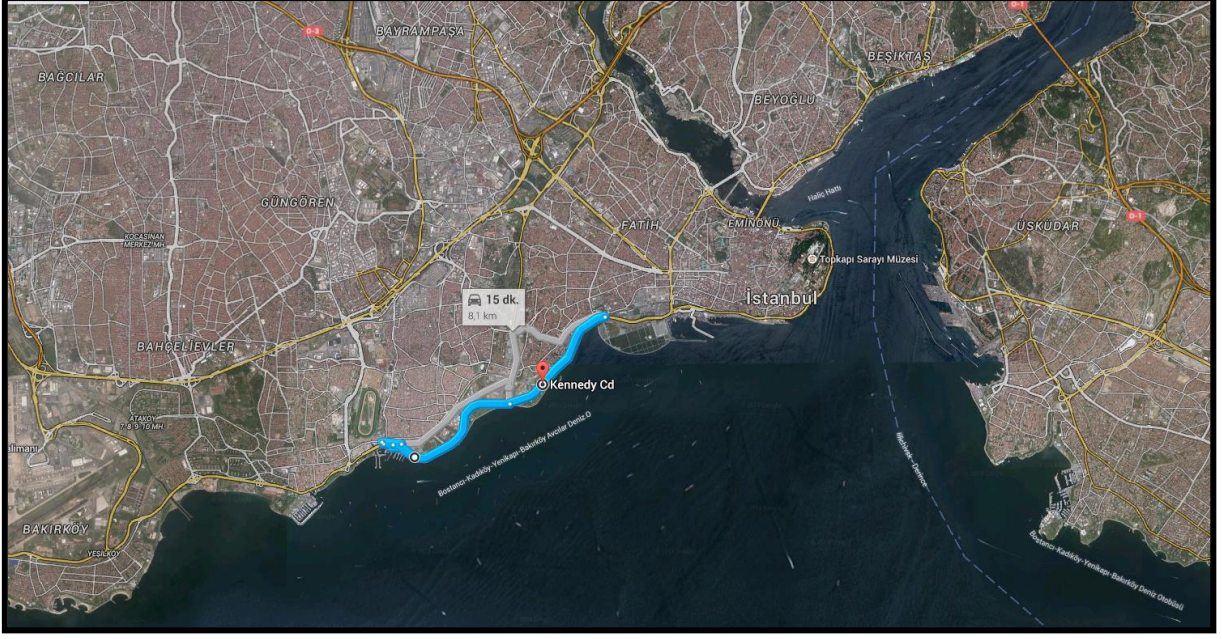 O-3
O-1
BAYRAMPAŞA
BEŞİKTAŞ
BAĞCILAR
BEYOĞLU
Haliç Hattı
GÜNGÖREN
O-1
FATİH
EMİNÖNÜ
ÜSKÜDAR
KOCASİNAN
MERKEZ MH.
Topkapı Sarayı Müzesi
15 dk.
8,1 km
İstanbul
BAHÇELİEVLER
Kennedy Cd
ATAKÖY
7-8-9-10 MH.
limanı
Bostancı-Kadıköy-Yenikapı-Bakırköy Avcılar Deniz O
BAKIRKÖY
YEŞİLKÖY
Bostancı-Kadıköy-Yenikapı-Bakırköy Deniz Otobüsü